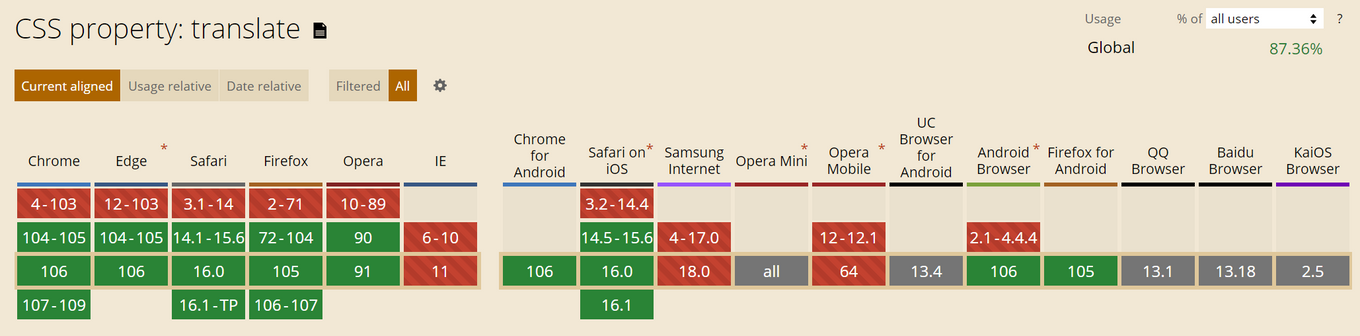 CSS property: translate
Usage % of all users ?
Global 87.36%
Current aligned Usage relative Date relative Filtered All
Chrome Edge * Safari Firefox Opera IE
Chrome for Android
Safari on iOS *
Samsung Internet
Opera Mini *
Opera Mobile *
UC Browser for Android
Android Browser *
Firefox for Android
QQ Browser
Baidu Browser
KaiOS Browser
4-103 12-103 3.1-14 2-71 10-89 3.2-14.4
104-105 104-105 14.1-15.6 72-104 90 6-10 14.5-15.6 4-17.0 12-12.1 2.1-4.4.4
106 106 16.0 105 91 11 106 16.0 18.0 all 64 13.4 106 105 13.1 13.18 2.5
107-109 16.1-TP 106-107 16.1